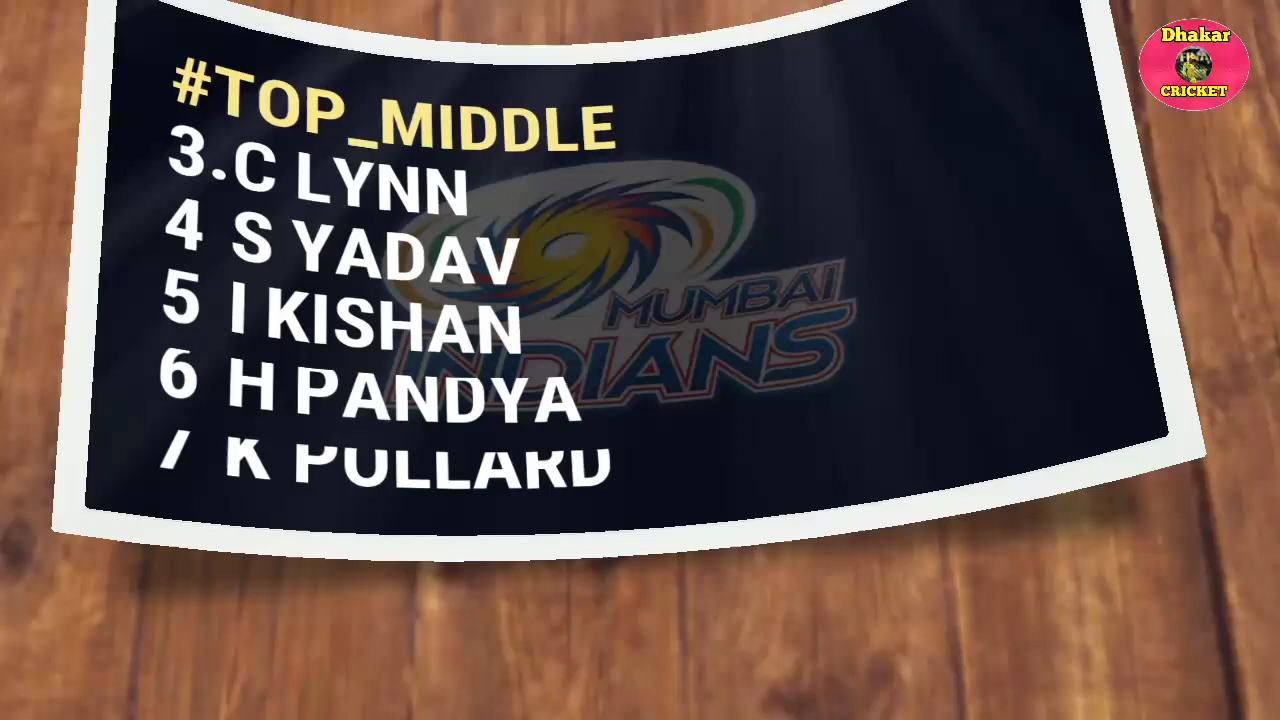 #TOP_MIDDLE
3.C LYNN
4 S YADAV
5 I KISHAN
6 H PANDYA
7 K POLLARD
MUMBAI
INDIANS
Dhakar
CRICKET